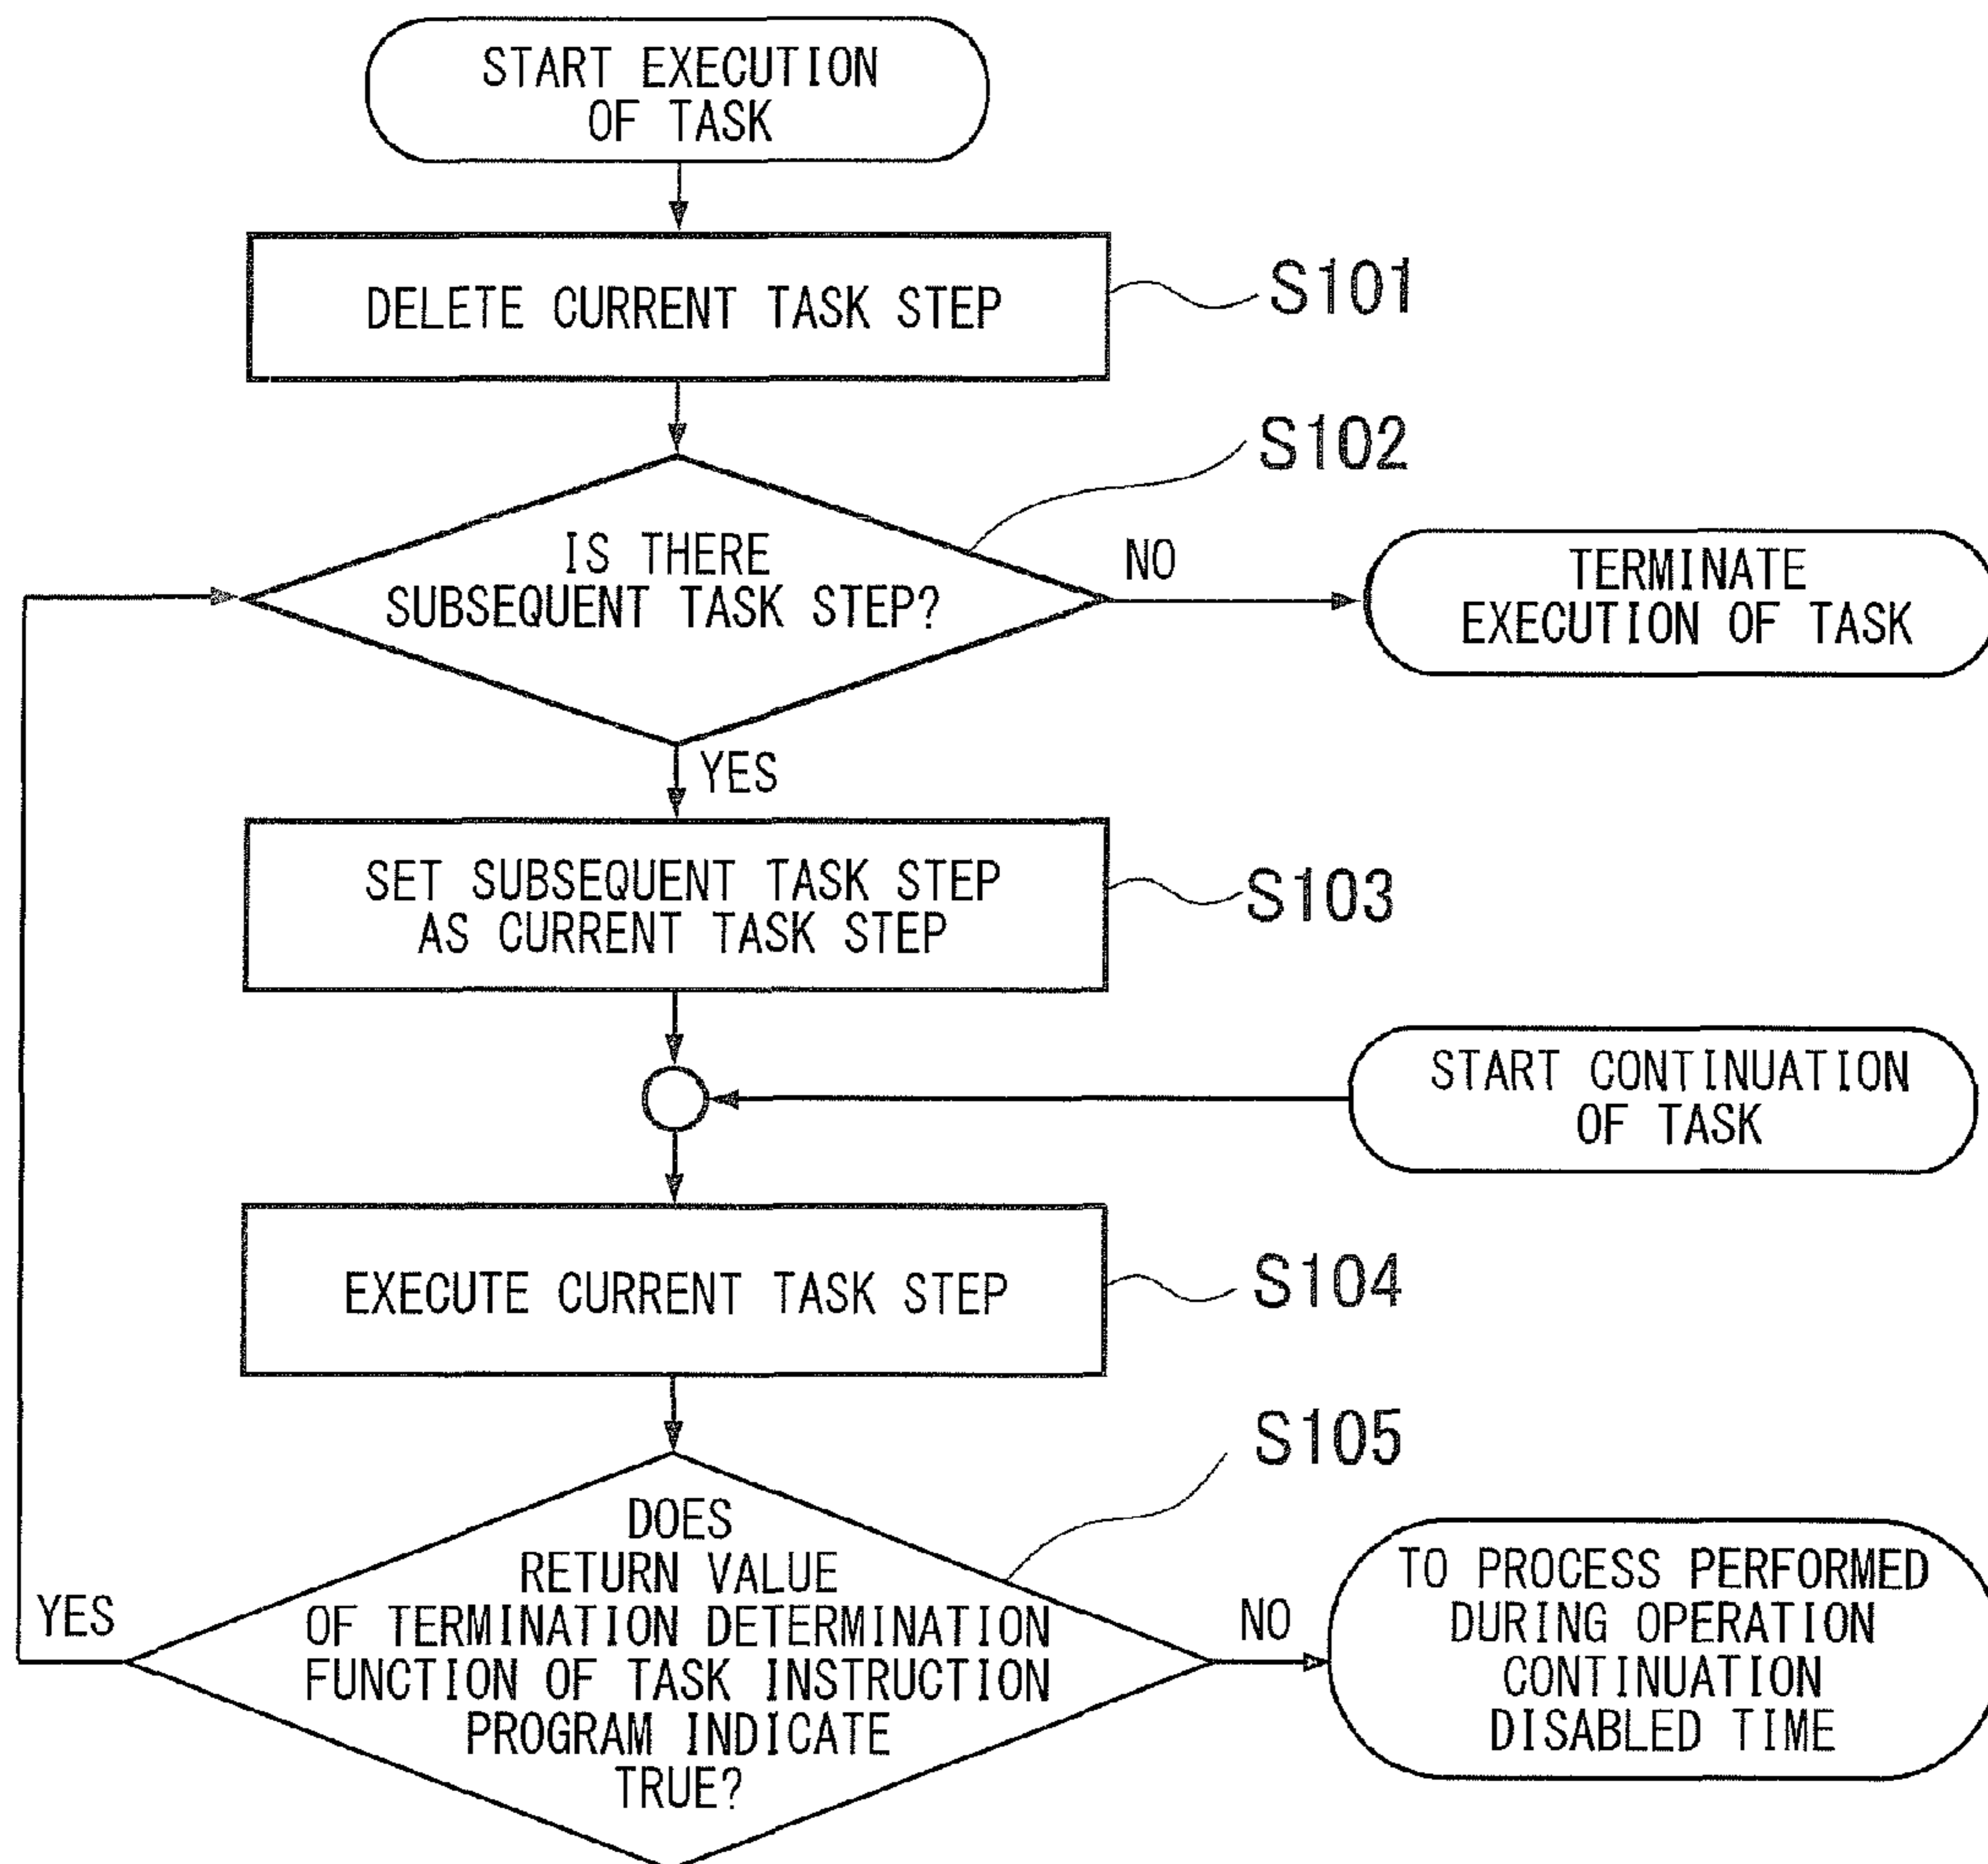 START EXECUTION
OF TASK
DELETE CURRENT TASK STEP
S101
S102
IS THERE
SUBSEQUENT TASK STEP?
NO
TERMINATE
EXECUTION OF TASK
YES
SET SUBSEQUENT TASK STEP
AS CURRENT TASK STEP
S103
START CONTINUATION
OF TASK
EXECUTE CURRENT TASK STEP
S104
S105
DOES
RETURN VALUE
OF TERMINATION DETERMINATION
FUNCTION OF TASK INSTRUCTION
PROGRAM INDICATE
TRUE?
YES
NO
TO PROCESS PERFORMED
DURING OPERATION
CONTINUATION
DISABLED TIME